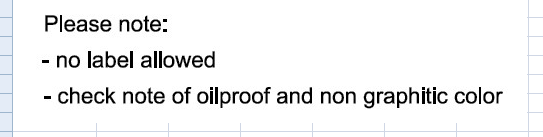 Please note:
- no label allowed
- check note of oilproof and non graphitic color